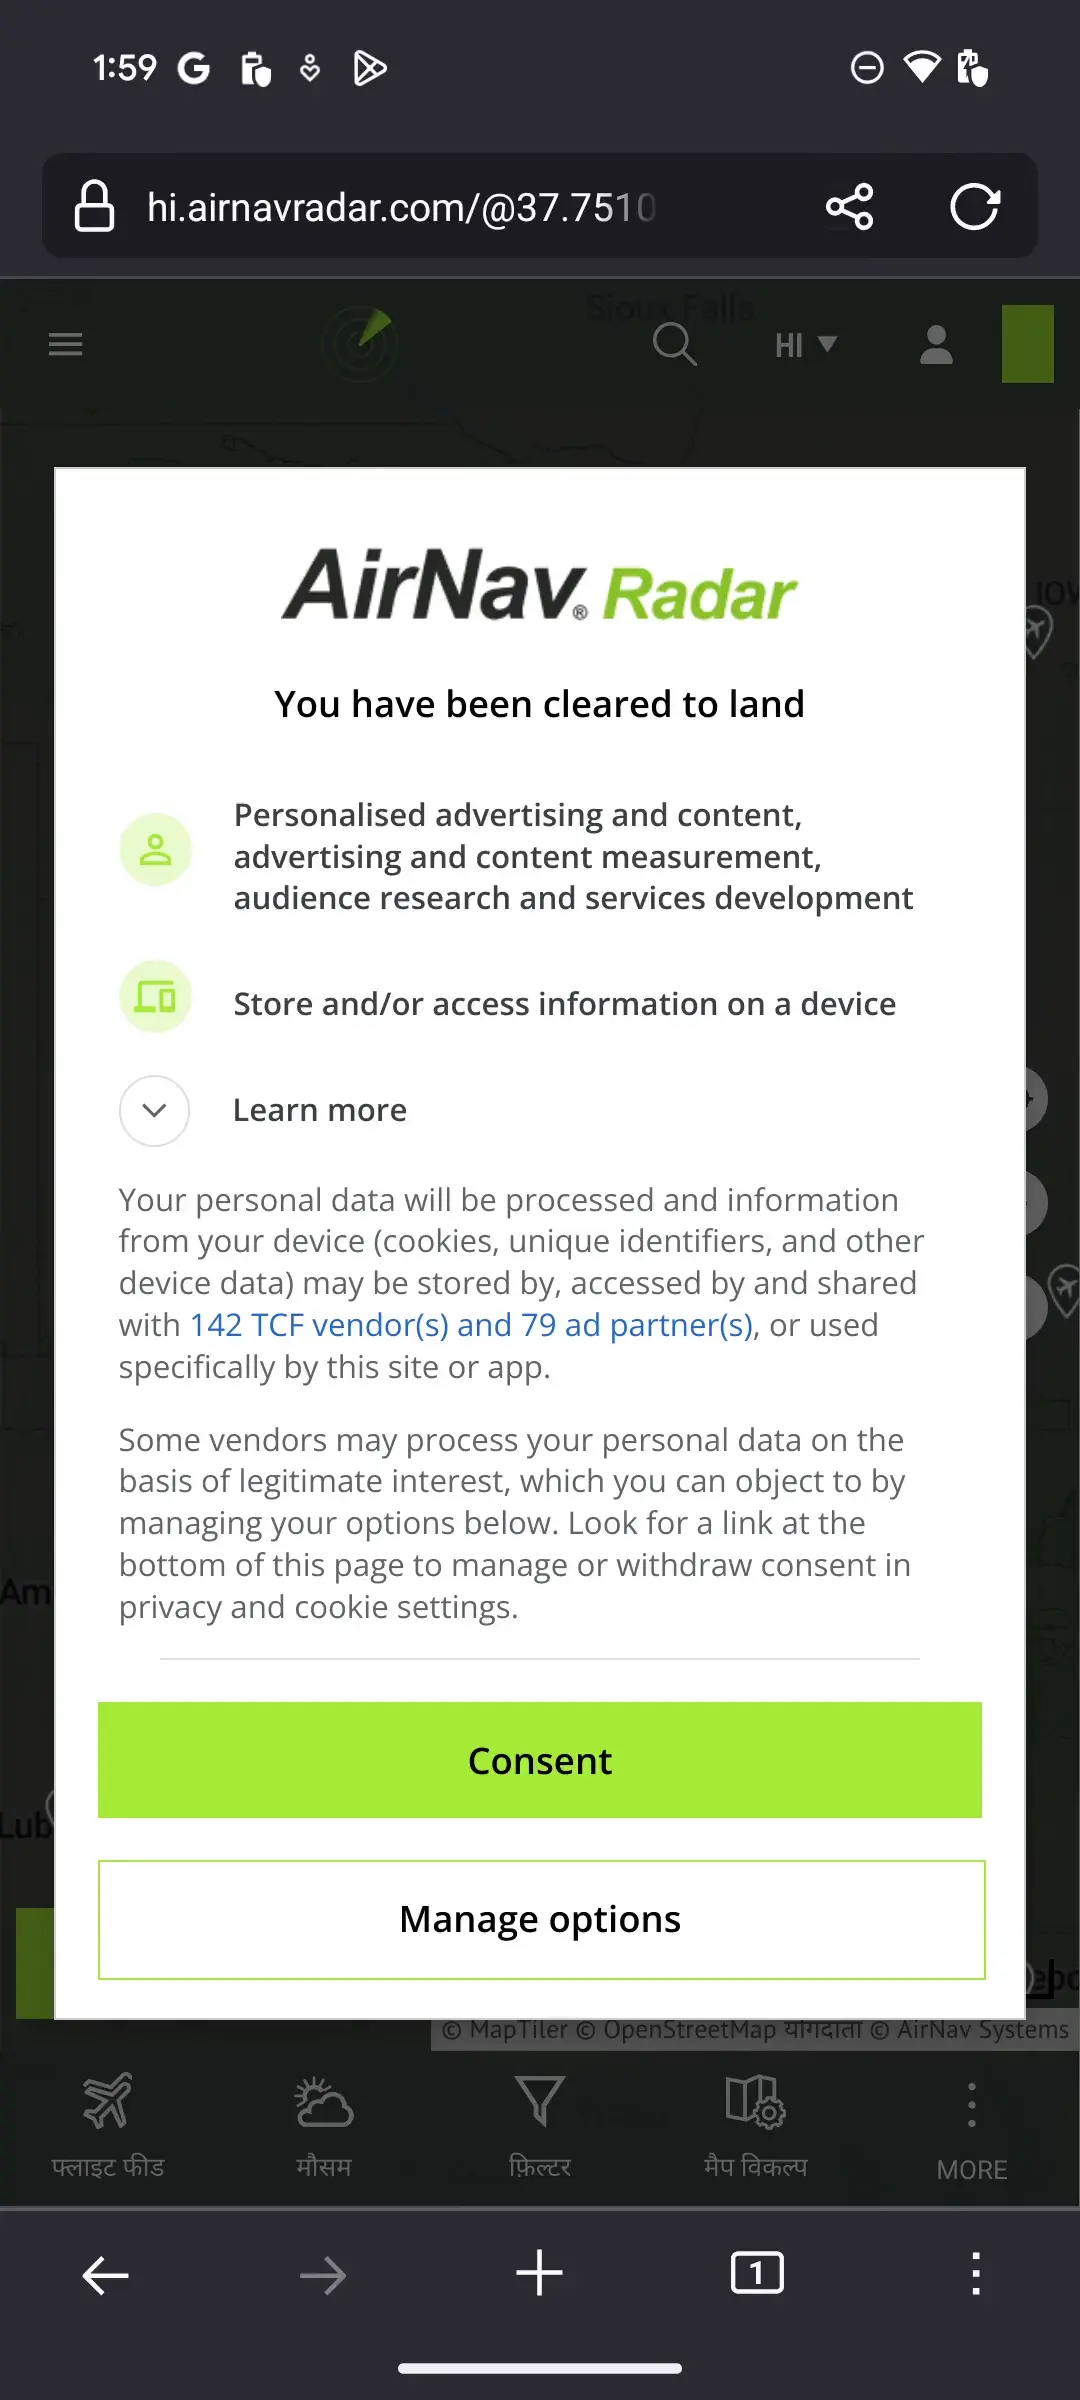 1:59
hi.airnavradar.com/@37.7510
Sioux Falls
HI
AirNav® Radar
You have been cleared to land
Personalised advertising and content,
advertising and content measurement,
audience research and services development
Store and/or access information on a device
Learn more
Your personal data will be processed and information
from your device (cookies, unique identifiers, and other
device data) may be stored by, accessed by and shared
with 142 TCF vendor(s) and 79 ad partner(s), or used
specifically by this site or app.
Some vendors may process your personal data on the
basis of legitimate interest, which you can object to by
managing your options below. Look for a link at the
bottom of this page to manage or withdraw consent in
privacy and cookie settings.
Am
Lub
Consent
Manage options
© MapTiler © OpenStreetMap योगदाता © AirNav Systems
फ्लाइट फीड
मौसम
फ़िल्टर
मैप विकल्प
MORE
1